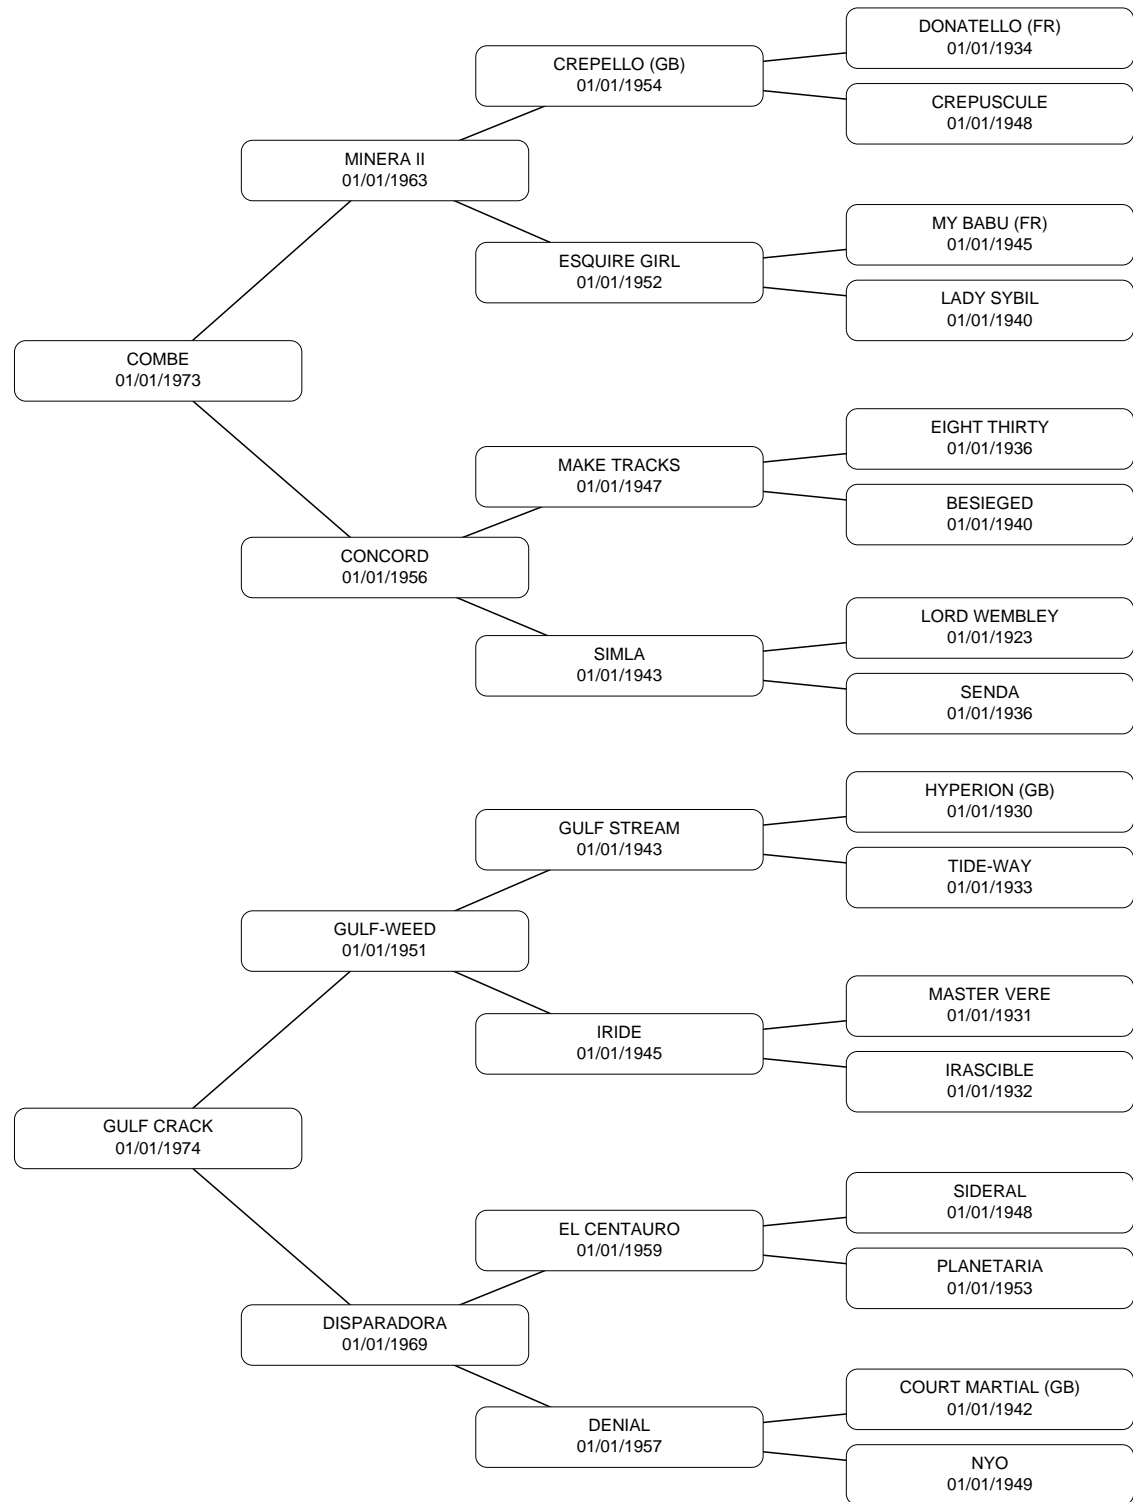 DONATELLO (FR)
01/01/1934
CREPELLO (GB)
01/01/1954
CREPUSCULE
01/01/1948
MINERA II
01/01/1963
MY BABU (FR)
01/01/1945
ESQUIRE GIRL
01/01/1952
LADY SYBIL
01/01/1940
COMBE
01/01/1973
EIGHT THIRTY
01/01/1936
MAKE TRACKS
01/01/1947
BESIEGED
01/01/1940
CONCORD
01/01/1956
LORD WEMBLEY
01/01/1923
SIMLA
01/01/1943
SENDA
01/01/1936
HYPERION (GB)
01/01/1930
GULF STREAM
01/01/1943
TIDE-WAY
01/01/1933
GULF-WEED
01/01/1951
MASTER VERE
01/01/1931
IRIDE
01/01/1945
IRASCIBLE
01/01/1932
GULF CRACK
01/01/1974
SIDERAL
01/01/1948
EL CENTAURO
01/01/1959
PLANETARIA
01/01/1953
DISPARADORA
01/01/1969
COURT MARTIAL (GB)
01/01/1942
DENIAL
01/01/1957
NYO
01/01/1949